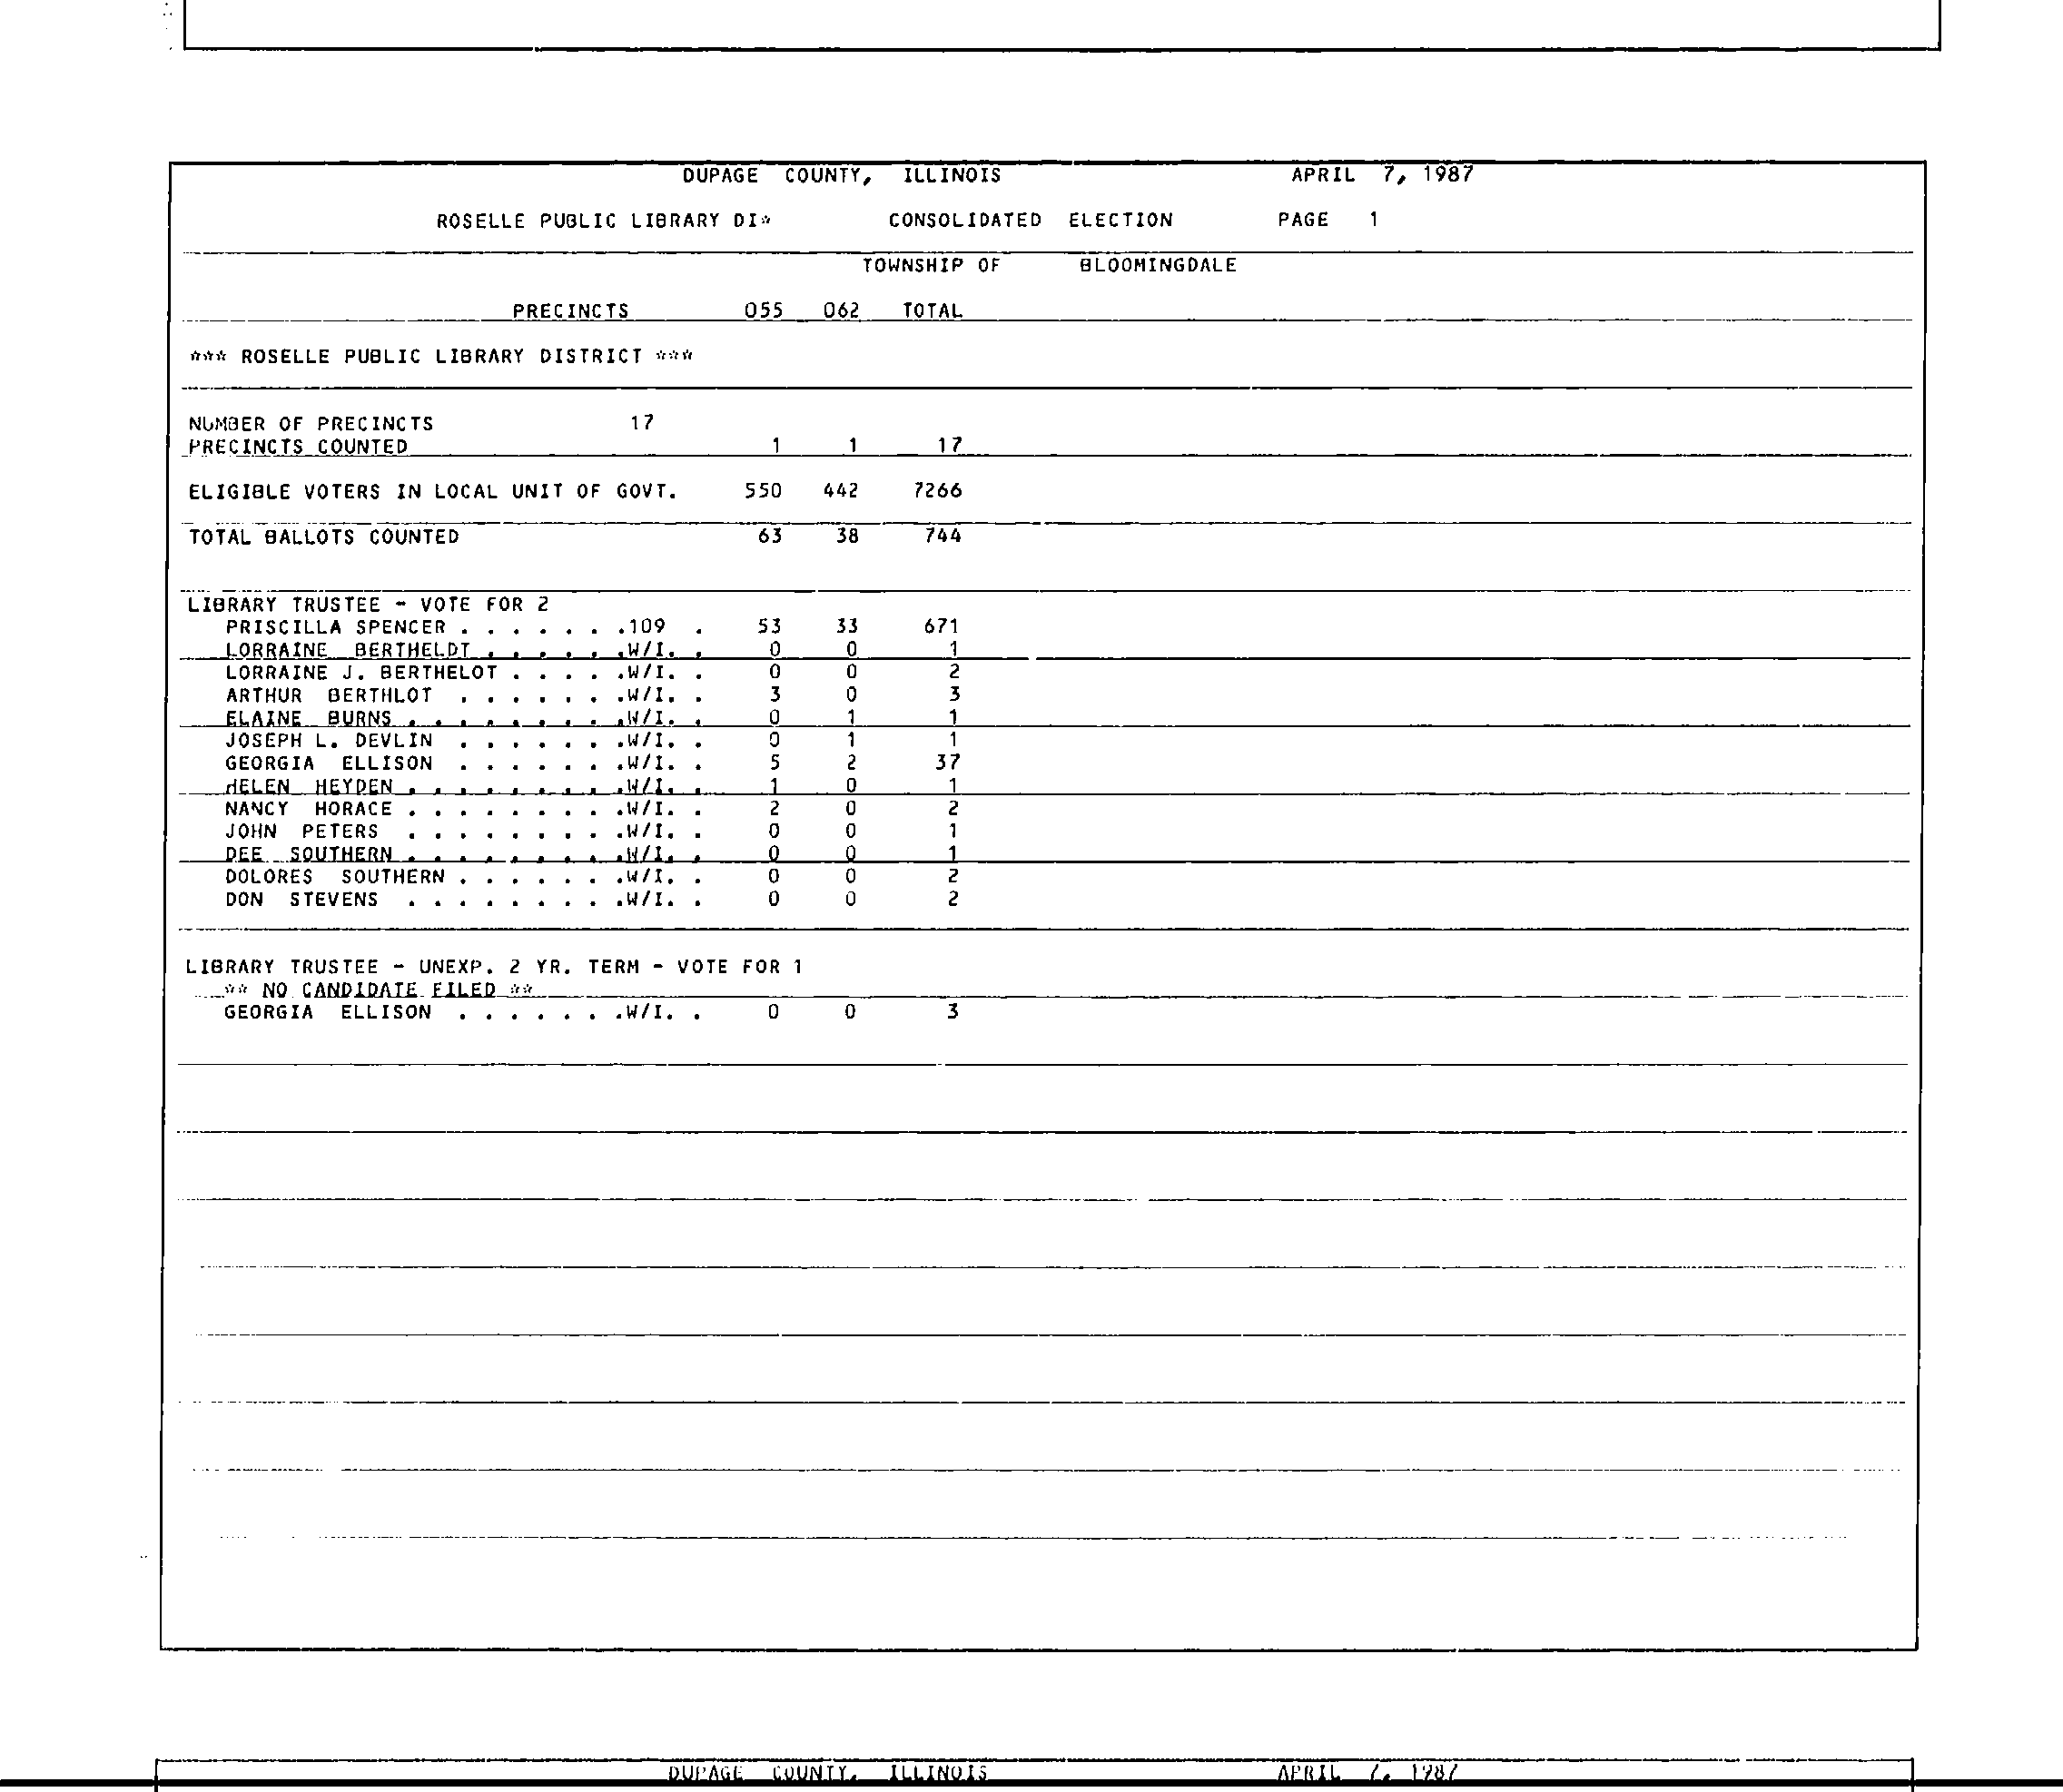 DUPAGE COUNTY, ILLINOIS APRIL 7, 1987
ROSELLE PUBLIC LIBRARY DI* CONSOLIDATED ELECTION PAGE 1
TOWNSHIP OF BLOOMINGDALE
PRECINCTS 055 062 TOTAL
*** ROSELLE PUBLIC LIBRARY DISTRICT ***
NUMBER OF PRECINCTS 17
PRECINCTS COUNTED 1 1 17
ELIGIBLE VOTERS IN LOCAL UNIT OF GOVT. 550 442 7266
TOTAL BALLOTS COUNTED 63 38 744
LIBRARY TRUSTEE - VOTE FOR 2
PRISCILLA SPENCER . . . . . . .109 . 53 33 671
LORRAINE BERTHELDT . . . . . .W/I. . 0 0 1
LORRAINE J. BERTHELOT . . . . .W/I. . 0 0 2
ARTHUR BERTHLOT . . . . . . .W/I. . 3 0 3
ELAINE BURNS . . . . . . . . .W/I. . 0 1 1
JOSEPH L. DEVLIN . . . . . . .W/I. . 0 1 1
GEORGIA ELLISON . . . . . . .W/I. . 5 2 37
HELEN HEYDEN . . . . . . . . .W/I. . 1 0 1
NANCY HORACE . . . . . . . . .W/I. . 2 0 2
JOHN PETERS . . . . . . . . .W/I. . 0 0 1
DEE SOUTHERN . . . . . . . . .W/I. . 0 0 1
DOLORES SOUTHERN . . . . . . .W/I. . 0 0 2
DON STEVENS . . . . . . . . .W/I. . 0 0 2
LIBRARY TRUSTEE - UNEXP. 2 YR. TERM - VOTE FOR 1
** NO CANDIDATE FILED **
GEORGIA ELLISON . . . . . . .W/I. . 0 0 3
DUPAGE COUNTY, ILLINOIS APRIL 7, 1987